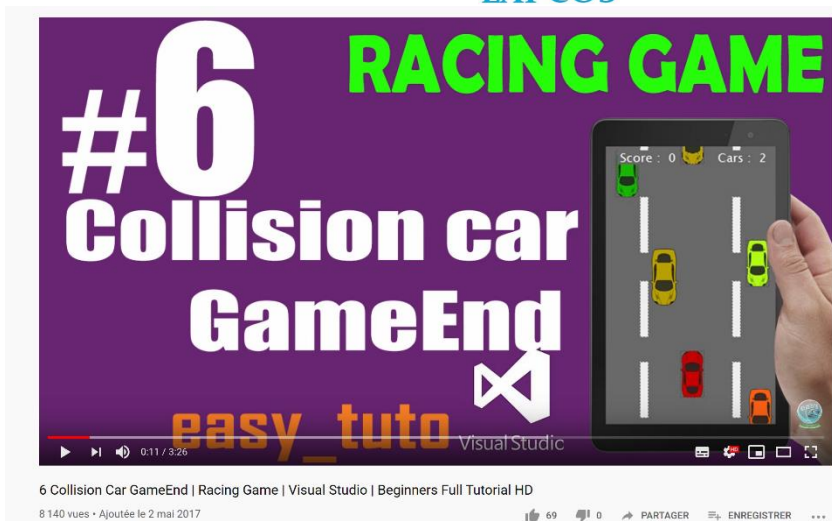 RACING GAME
#6
Score : 0 Cars : 2
Collision car
GameEnd
easy_tuto
Visual Studio
0:11 / 3:26
HD
6 Collision Car GameEnd | Racing Game | Visual Studio | Beginners Full Tutorial HD
8 140 vues • Ajoutée le 2 mai 2017
69 0 PARTAGER ENREGISTRER